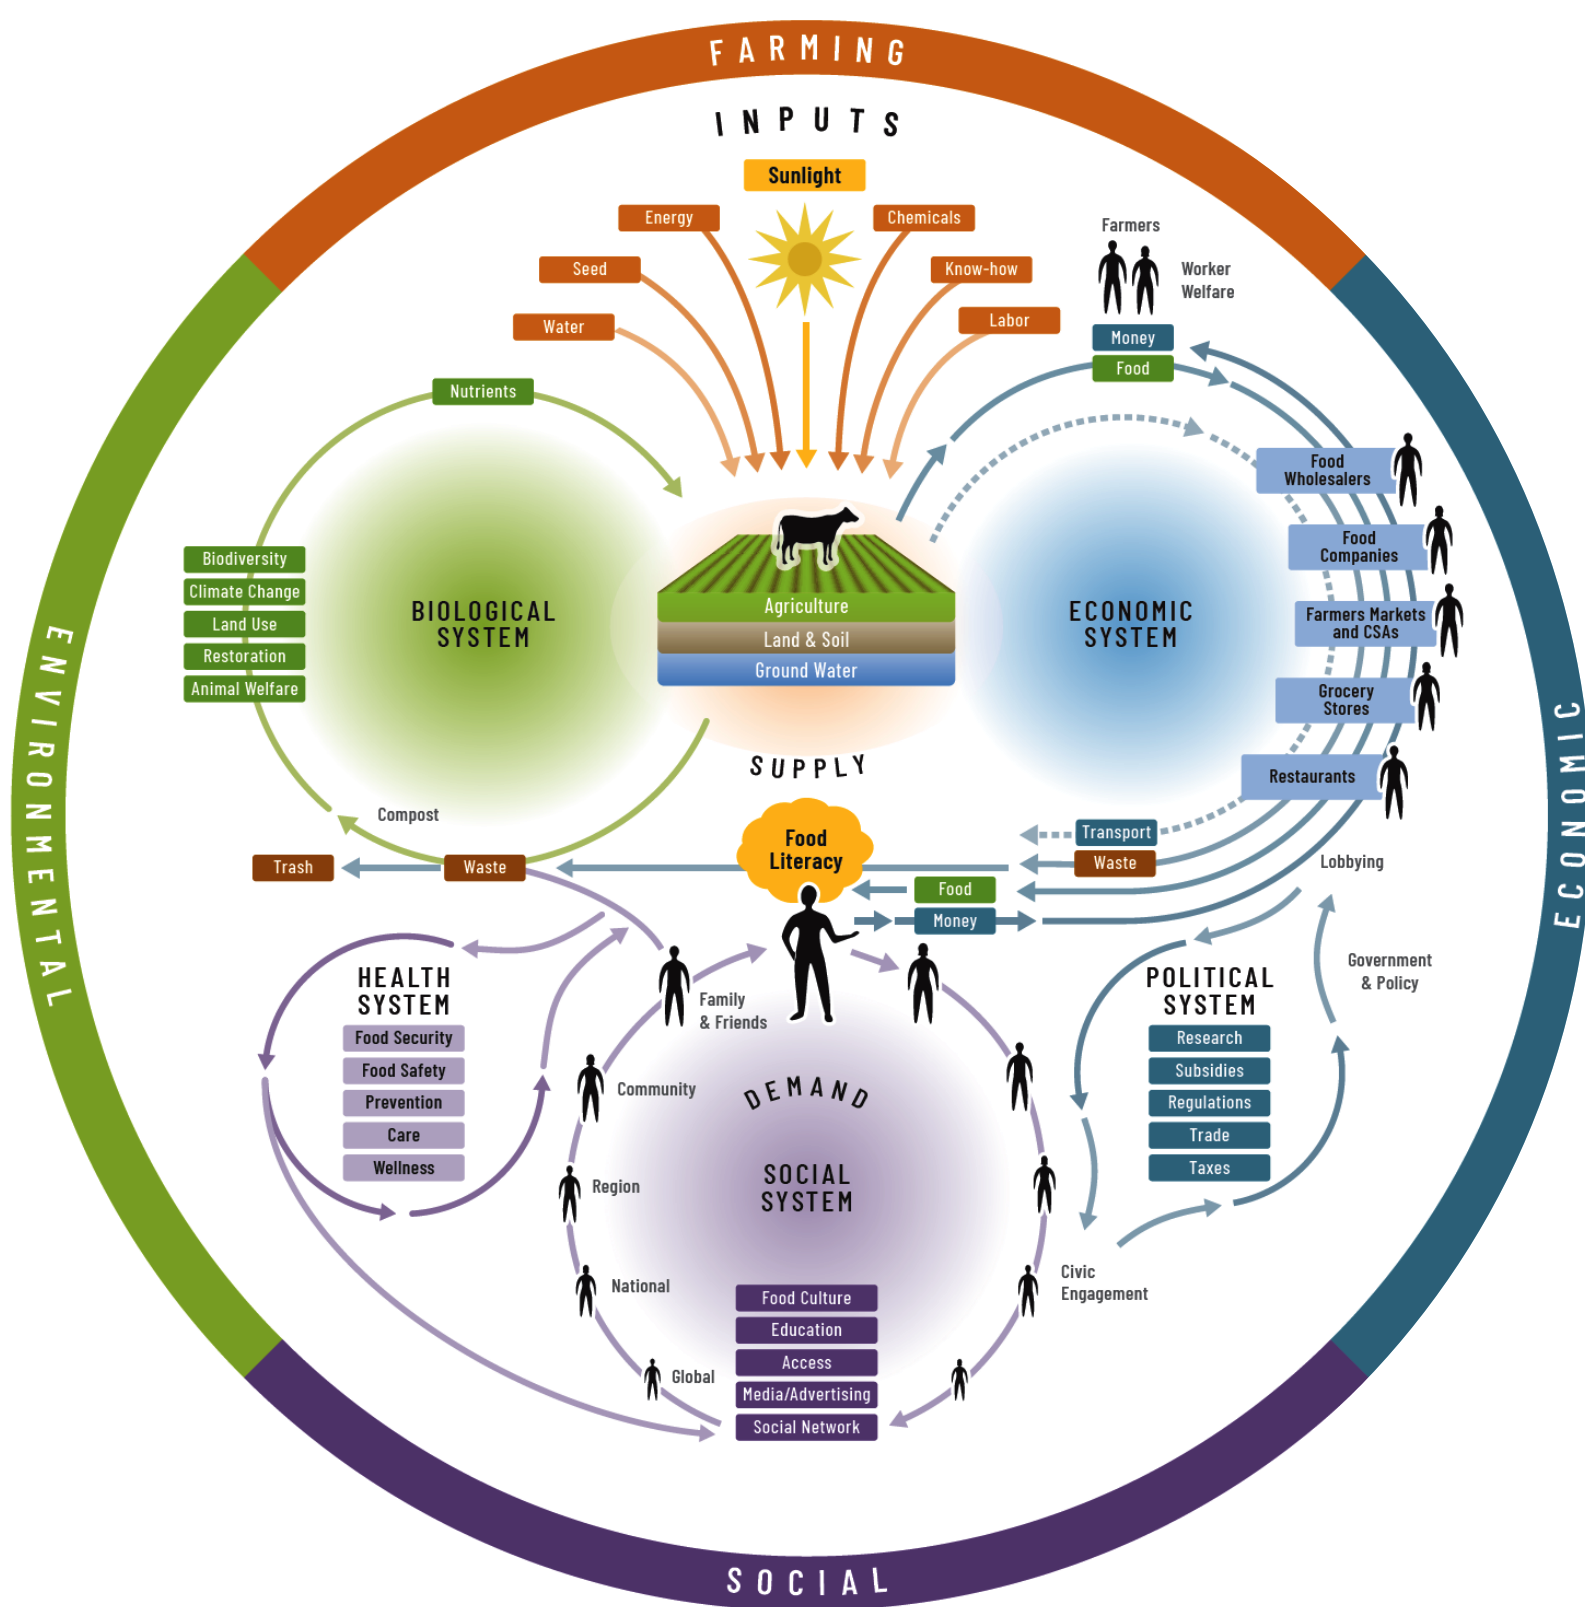 FARMING
INPUTS
Sunlight
Energy
Chemicals
Seed
Know-how
Water
Labor
Farmers
Worker
Welfare
Money
Food
Nutrients
Food
Wholesalers
Food
Companies
Farmers Markets
and CSAs
Grocery
Stores
Restaurants
Biodiversity
Climate Change
Land Use
Restoration
Animal Welfare
BIOLOGICAL
SYSTEM
Agriculture
Land & Soil
Ground Water
ECONOMIC
SYSTEM
SUPPLY
ENVIRONMENTAL
ECONOMIC
Compost
Trash
Waste
Food
Literacy
Transport
Waste
Food
Money
Lobbying
HEALTH
SYSTEM
Food Security
Food Safety
Prevention
Care
Wellness
Family
& Friends
Community
Region
National
Global
DEMAND
SOCIAL
SYSTEM
Food Culture
Education
Access
Media/Advertising
Social Network
POLITICAL
SYSTEM
Research
Subsidies
Regulations
Trade
Taxes
Government
& Policy
Civic
Engagement
SOCIAL